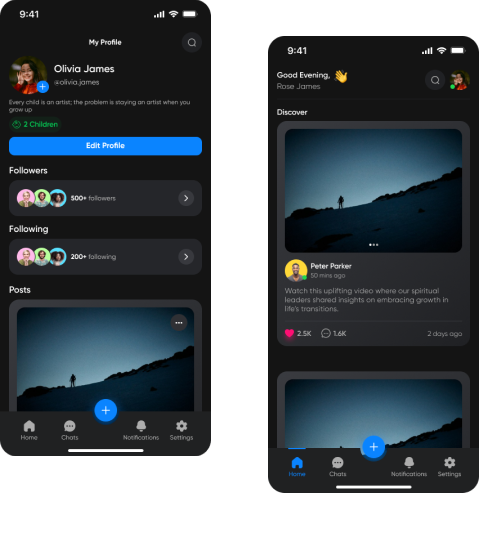 9:41
My Profile
Olivia James
@olivia.james
Every child is an artist; the problem is staying an artist when you
grow up
2 Children
Edit Profile
Followers
500+ followers
Following
200+ following
Posts
Home
Chats
Notifications
Settings
9:41
Good Evening,
Rose James
Discover
Peter Parker
50 mins ago
Watch this uplifting video where our spiritual
leaders shared insights on embracing growth in
life's transitions.
2.5K
1.6K
2 days ago
Home
Chats
Notifications
Settings